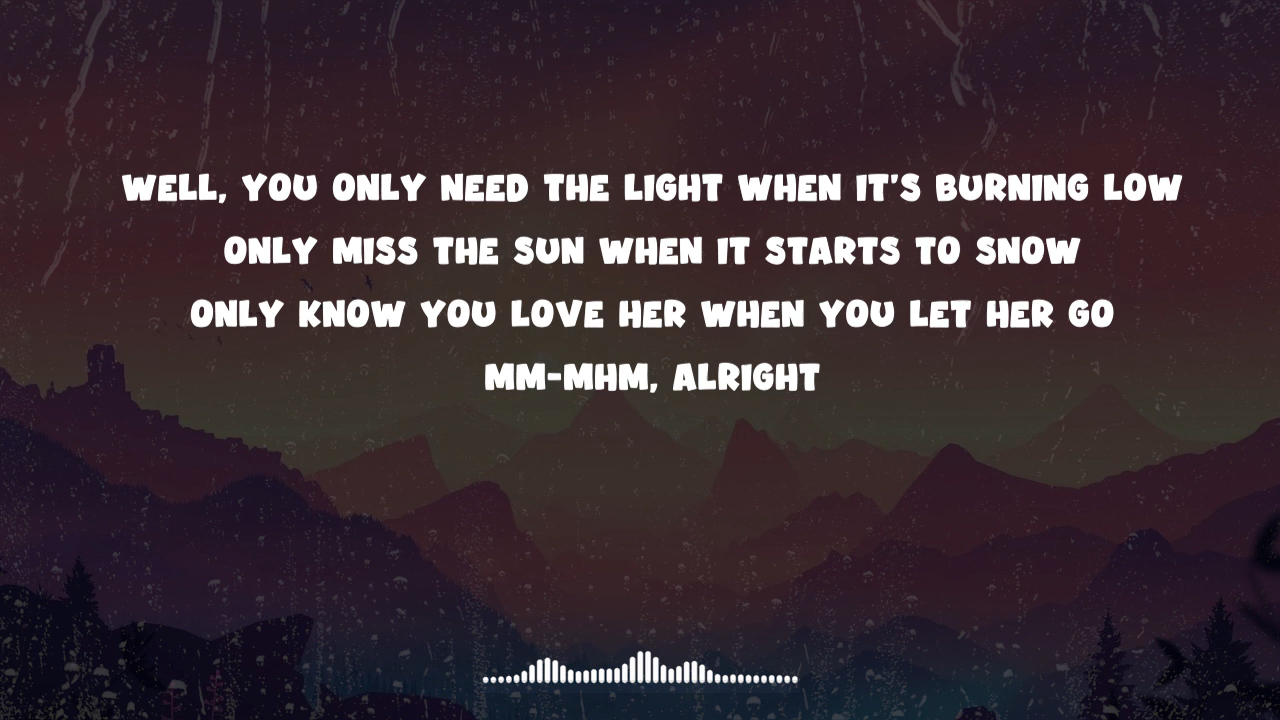 WELL, YOU ONLY NEED THE LIGHT WHEN IT'S BURNING LOW
ONLY MISS THE SUN WHEN IT STARTS TO SNOW
ONLY KNOW YOU LOVE HER WHEN YOU LET HER GO
MM-MHM, ALRIGHT